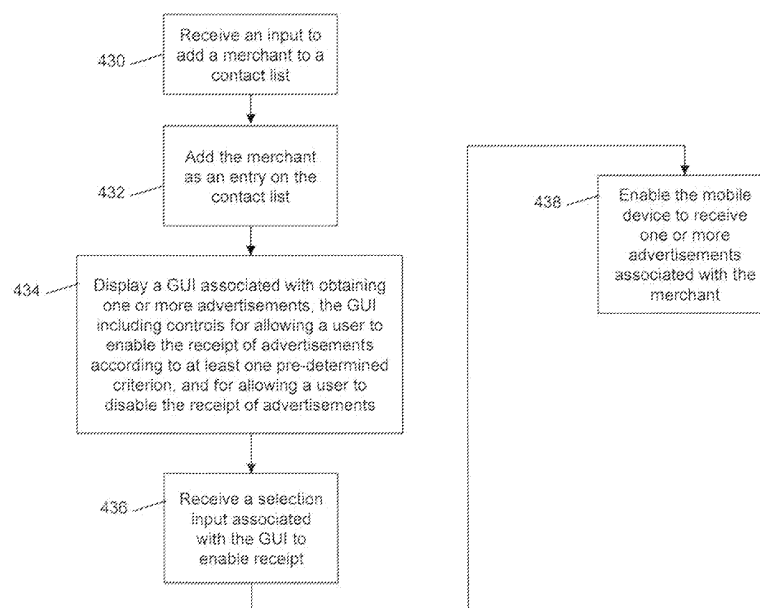 430
Receive an input to
add a merchant to a
contact list
432
Add the merchant
as an entry on the
contact list
434
Display a GUI associated with obtaining
one or more advertisements, the GUI
including controls for allowing a user to
enable the receipt of advertisements
according to at least one pre-determined
criterion, and for allowing a user to
disable the receipt of advertisements
436
Receive a selection
input associated
with the GUI to
enable receipt
438
Enable the mobile
device to receive
one or more
advertisements
associated with the
merchant